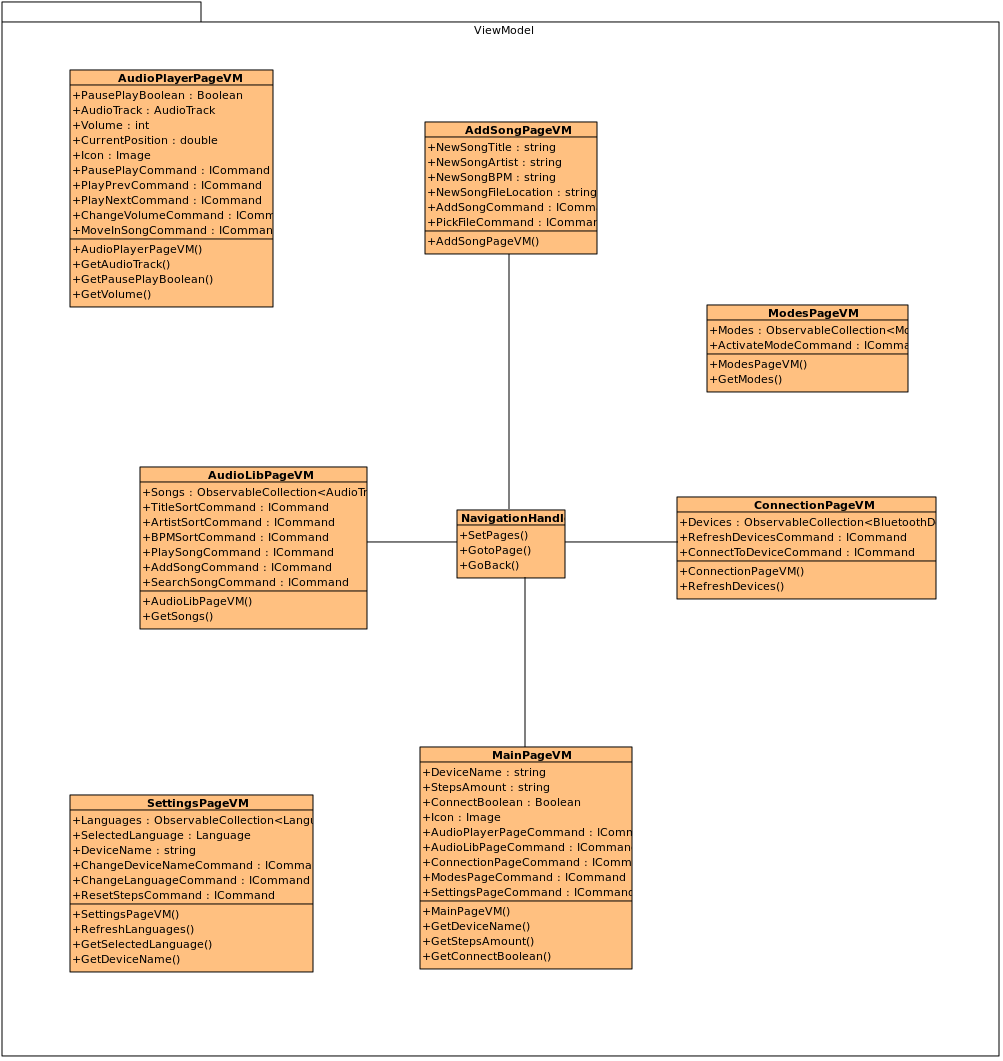 ViewModel
AudioPlayerPageVM
+PausePlayBoolean : Boolean
+AudioTrack : AudioTrack
+Volume : int
+CurrentPosition : double
+Icon : Image
+PausePlayCommand : ICommand
+PlayPrevCommand : ICommand
+PlayNextCommand : ICommand
+ChangeVolumeCommand : IComm
+MoveInSongCommand : IComman
+AudioPlayerPageVM()
+GetAudioTrack()
+GetPausePlayBoolean()
+GetVolume()
AddSongPageVM
+NewSongTitle : string
+NewSongArtist : string
+NewSongBPM : string
+NewSongFileLocation : string
+AddSongCommand : IComm
+PickFileCommand : IComman
+AddSongPageVM()
ModesPageVM
+Modes : ObservableCollection<Mo
+ActivateModeCommand : IComma
+ModesPageVM()
+GetModes()
AudioLibPageVM
+Songs : ObservableCollection<AudioTr
+TitleSortCommand : ICommand
+ArtistSortCommand : ICommand
+BPMSortCommand : ICommand
+PlaySongCommand : ICommand
+AddSongCommand : ICommand
+SearchSongCommand : ICommand
+AudioLibPageVM()
+GetSongs()
NavigationHandl
+SetPages()
+GotoPage()
+GoBack()
ConnectionPageVM
+Devices : ObservableCollection<BluetoothD
+RefreshDevicesCommand : ICommand
+ConnectToDeviceCommand : ICommand
+ConnectionPageVM()
+RefreshDevices()
MainPageVM
+DeviceName : string
+StepsAmount : string
+ConnectBoolean : Boolean
+Icon : Image
+AudioPlayerPageCommand : IComm
+AudioLibPageCommand : IComman
+ConnectionPageCommand : IComm
+ModesPageCommand : ICommand
+SettingsPageCommand : ICommand
+MainPageVM()
+GetDeviceName()
+GetStepsAmount()
+GetConnectBoolean()
SettingsPageVM
+Languages : ObservableCollection<Langu
+SelectedLanguage : Language
+DeviceName : string
+ChangeDeviceNameCommand : IComma
+ChangeLanguageCommand : ICommand
+ResetStepsCommand : ICommand
+SettingsPageVM()
+RefreshLanguages()
+GetSelectedLanguage()
+GetDeviceName()